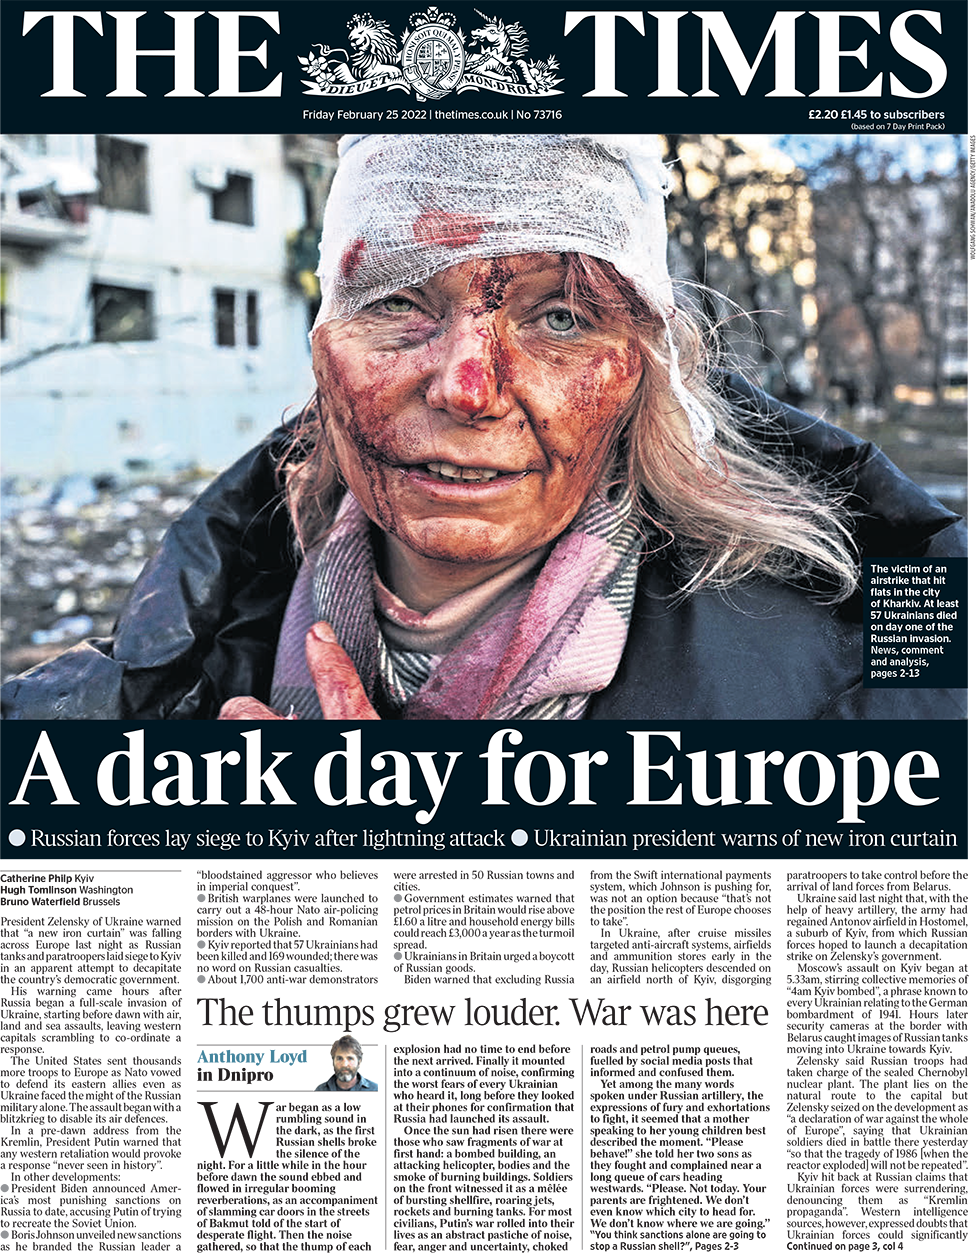 THE TIMES
HONI SOIT QUI MAL Y PENSE
DIEU·ET MON·DROIT
Friday February 25 2022 | thetimes.co.uk | No 73716
£2.20 £1.45 to subscribers
(based on 7 Day Print Pack)
WOLFGANG SCHWAN/ANADOLU AGENCY/GETTY IMAGES
The victim of an
airstrike that hit
flats in the city
of Kharkiv. At least
57 Ukrainians died
on day one of the
Russian invasion.
News, comment
and analysis,
pages 2-13
A dark day for Europe
● Russian forces lay siege to Kyiv after lightning attack ● Ukrainian president warns of new iron curtain
Catherine Philp Kyiv
Hugh Tomlinson Washington
Bruno Waterfield Brussels
President Zelensky of Ukraine warned
that “a new iron curtain” was falling
across Europe last night as Russian
tanks and paratroopers laid siege to Kyiv
in an apparent attempt to decapitate
the country’s democratic government.
His warning came hours after
Russia began a full-scale invasion of
Ukraine, starting before dawn with air,
land and sea assaults, leaving western
capitals scrambling to co-ordinate a
response.
The United States sent thousands
more troops to Europe as Nato vowed
to defend its eastern allies even as
Ukraine faced the might of the Russian
military alone. The assault began with a
blitzkrieg to disable its air defences.
In a pre-dawn address from the
Kremlin, President Putin warned that
any western retaliation would provoke
a response “never seen in history”.
In other developments:
● President Biden announced Amer-
ica’s most punishing sanctions on
Russia to date, accusing Putin of trying
to recreate the Soviet Union.
● Boris Johnson unveiled new sanctions
as he branded the Russian leader a
“bloodstained aggressor who believes
in imperial conquest”.
● British warplanes were launched to
carry out a 48-hour Nato air-policing
mission on the Polish and Romanian
borders with Ukraine.
● Kyiv reported that 57 Ukrainians had
been killed and 169 wounded; there was
no word on Russian casualties.
● About 1,700 anti-war demonstrators
were arrested in 50 Russian towns and
cities.
● Government estimates warned that
petrol prices in Britain would rise above
£1.60 a litre and household energy bills
could reach £3,000 a year as the turmoil
spread.
● Ukrainians in Britain urged a boycott
of Russian goods.
Biden warned that excluding Russia
from the Swift international payments
system, which Johnson is pushing for,
was not an option because “that’s not
the position the rest of Europe chooses
to take”.
In Ukraine, after cruise missiles
targeted anti-aircraft systems, airfields
and ammunition stores early in the
day, Russian helicopters descended on
an airfield north of Kyiv, disgorging
paratroopers to take control before the
arrival of land forces from Belarus.
Ukraine said last night that, with the
help of heavy artillery, the army had
regained Antonov airfield in Hostomel,
a suburb of Kyiv, from which Russian
forces hoped to launch a decapitation
strike on Zelensky’s government.
Moscow’s assault on Kyiv began at
5.33am, stirring collective memories of
“4am Kyiv bombed”, a phrase known to
every Ukrainian relating to the German
bombardment of 1941. Hours later
security cameras at the border with
Belarus caught images of Russian tanks
moving into Ukraine towards Kyiv.
Zelensky said Russian troops had
taken charge of the sealed Chernobyl
nuclear plant. The plant lies on the
natural route to the capital but
Zelensky seized on the development as
“a declaration of war against the whole
of Europe”, saying that Ukrainian
soldiers died in battle there yesterday
“so that the tragedy of 1986 [when the
reactor exploded] will not be repeated”.
Kyiv hit back at Russian claims that
Ukrainian forces were surrendering,
denouncing them as “Kremlin
propaganda”. Western intelligence
sources, however, expressed doubts that
Ukrainian forces could significantly
Continued on page 3, col 4
The thumps grew louder. War was here
Anthony Loyd
in Dnipro
War began as a low
rumbling sound in
the dark, as the first
Russian shells broke
the silence of the
night. For a little while in the hour
before dawn the sound ebbed and
flowed in irregular booming
reverberations, as an accompaniment
of slamming car doors in the streets
of Bakmut told of the start of
desperate flight. Then the noise
gathered, so that the thump of each
explosion had no time to end before
the next arrived. Finally it mounted
into a continuum of noise, confirming
the worst fears of every Ukrainian
who heard it, long before they looked
at their phones for confirmation that
Russia had launched its assault.
Once the sun had risen there were
those who saw fragments of war at
first hand: a bombed building, an
attacking helicopter, bodies and the
smoke of burning buildings. Soldiers
on the front witnessed it as a mêlée
of bursting shellfire, roaring jets,
rockets and burning tanks. For most
civilians, Putin’s war rolled into their
lives as an abstract pastiche of noise,
fear, anger and uncertainty, choked
roads and petrol pump queues,
fuelled by social media posts that
informed and confused them.
Yet among the many words
spoken under Russian artillery, the
expressions of fury and exhortations
to fight, it seemed that a mother
speaking to her young children best
described the moment. “Please
behave!” she told her two sons as
they fought and complained near a
long queue of cars heading
westwards. “Please. Not today. Your
parents are frightened. We don’t
even know which city to head for.
We don’t know where we are going.”
“You think sanctions alone are going to
stop a Russian shell?”, Pages 2-3